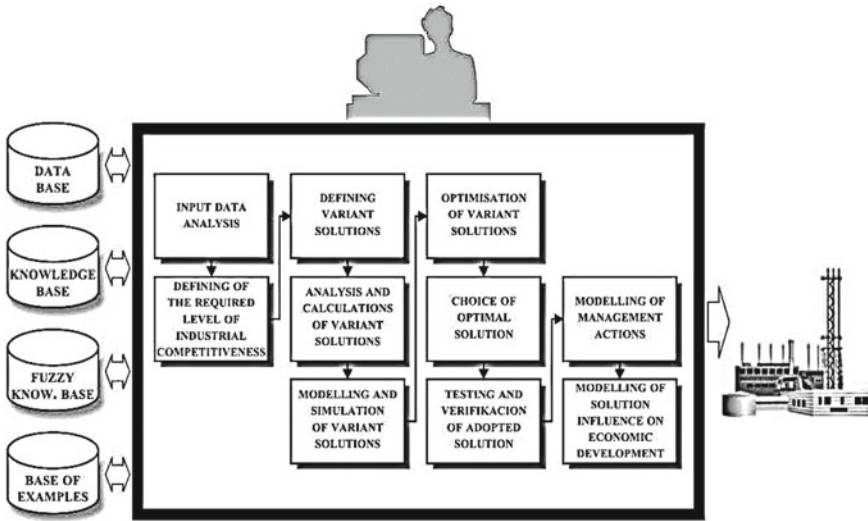 DATA
BASE
KNOWLEDGE
BASE
FUZZY
KNOW. BASE
BASE OF
EXAMPLES
INPUT DATA
ANALYSIS
DEFINING OF
THE REQUIRED
LEVEL OF
INDUSTRIAL
COMPETITIVENESS
DEFINING
VARIANT
SOLUTIONS
ANALYSIS AND
CALCULATIONS
OF VARIANT
SOLUTIONS
MODELLING AND
SIMULATION
OF VARIANT
SOLUTIONS
OPTIMISATION
OF VARIANT
SOLUTIONS
CHOICE OF
OPTIMAL
SOLUTION
TESTING AND
VERIFIKACION
OF ADOPTED
SOLUTION
MODELLING OF
MANAGEMENT
ACTIONS
MODELLING OF
SOLUTION
INFLUENCE ON
ECONOMIC
DEVELOPMENT